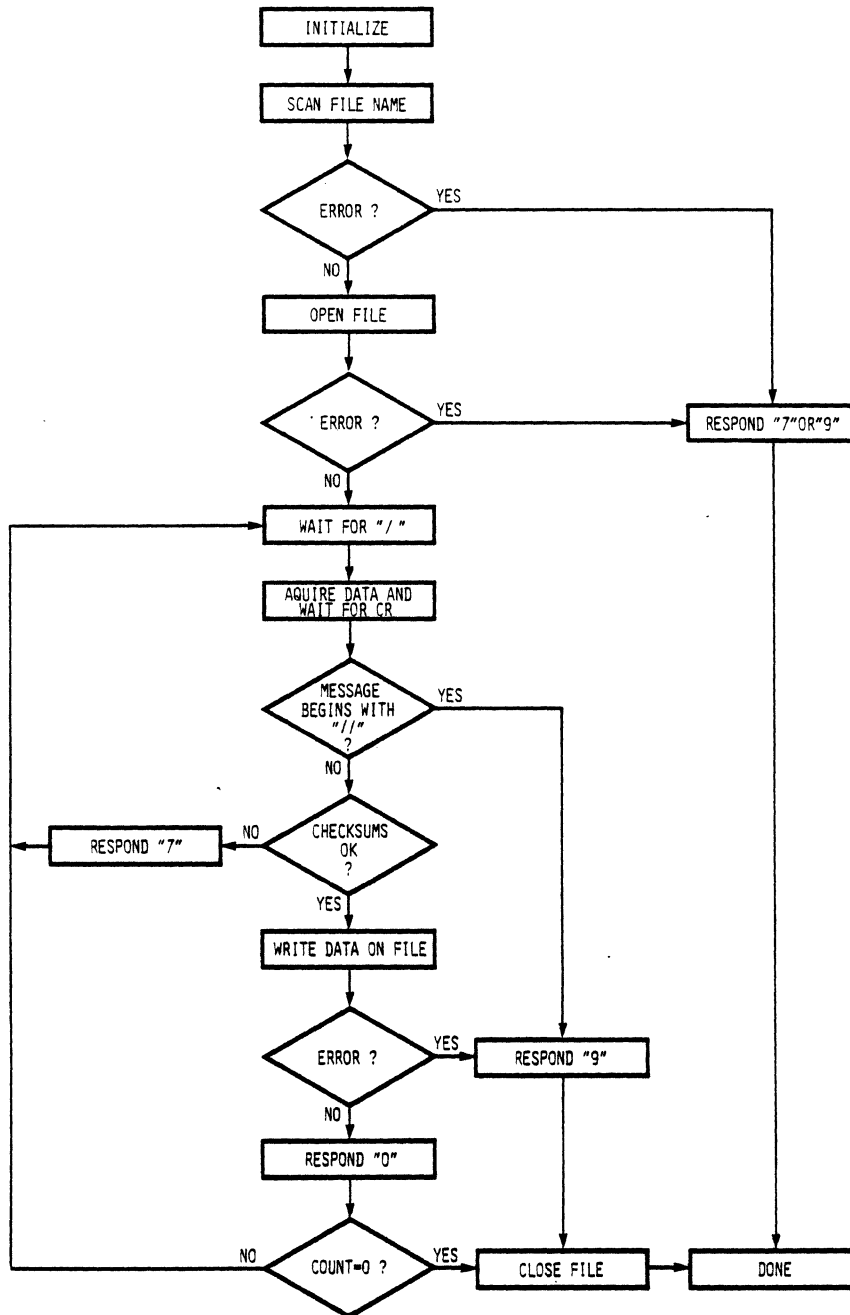 INITIALIZE
SCAN FILE NAME
ERROR ?
YES
NO
OPEN FILE
ERROR ?
YES
RESPOND "7"OR"9"
NO
WAIT FOR "/ "
AQUIRE DATA AND
WAIT FOR CR
MESSAGE
BEGINS WITH
"//"
?
YES
NO
CHECKSUMS
OK
?
NO
RESPOND "7"
YES
WRITE DATA ON FILE
ERROR ?
YES
RESPOND "9"
NO
RESPOND "0"
COUNT=0 ?
NO
YES
CLOSE FILE
DONE